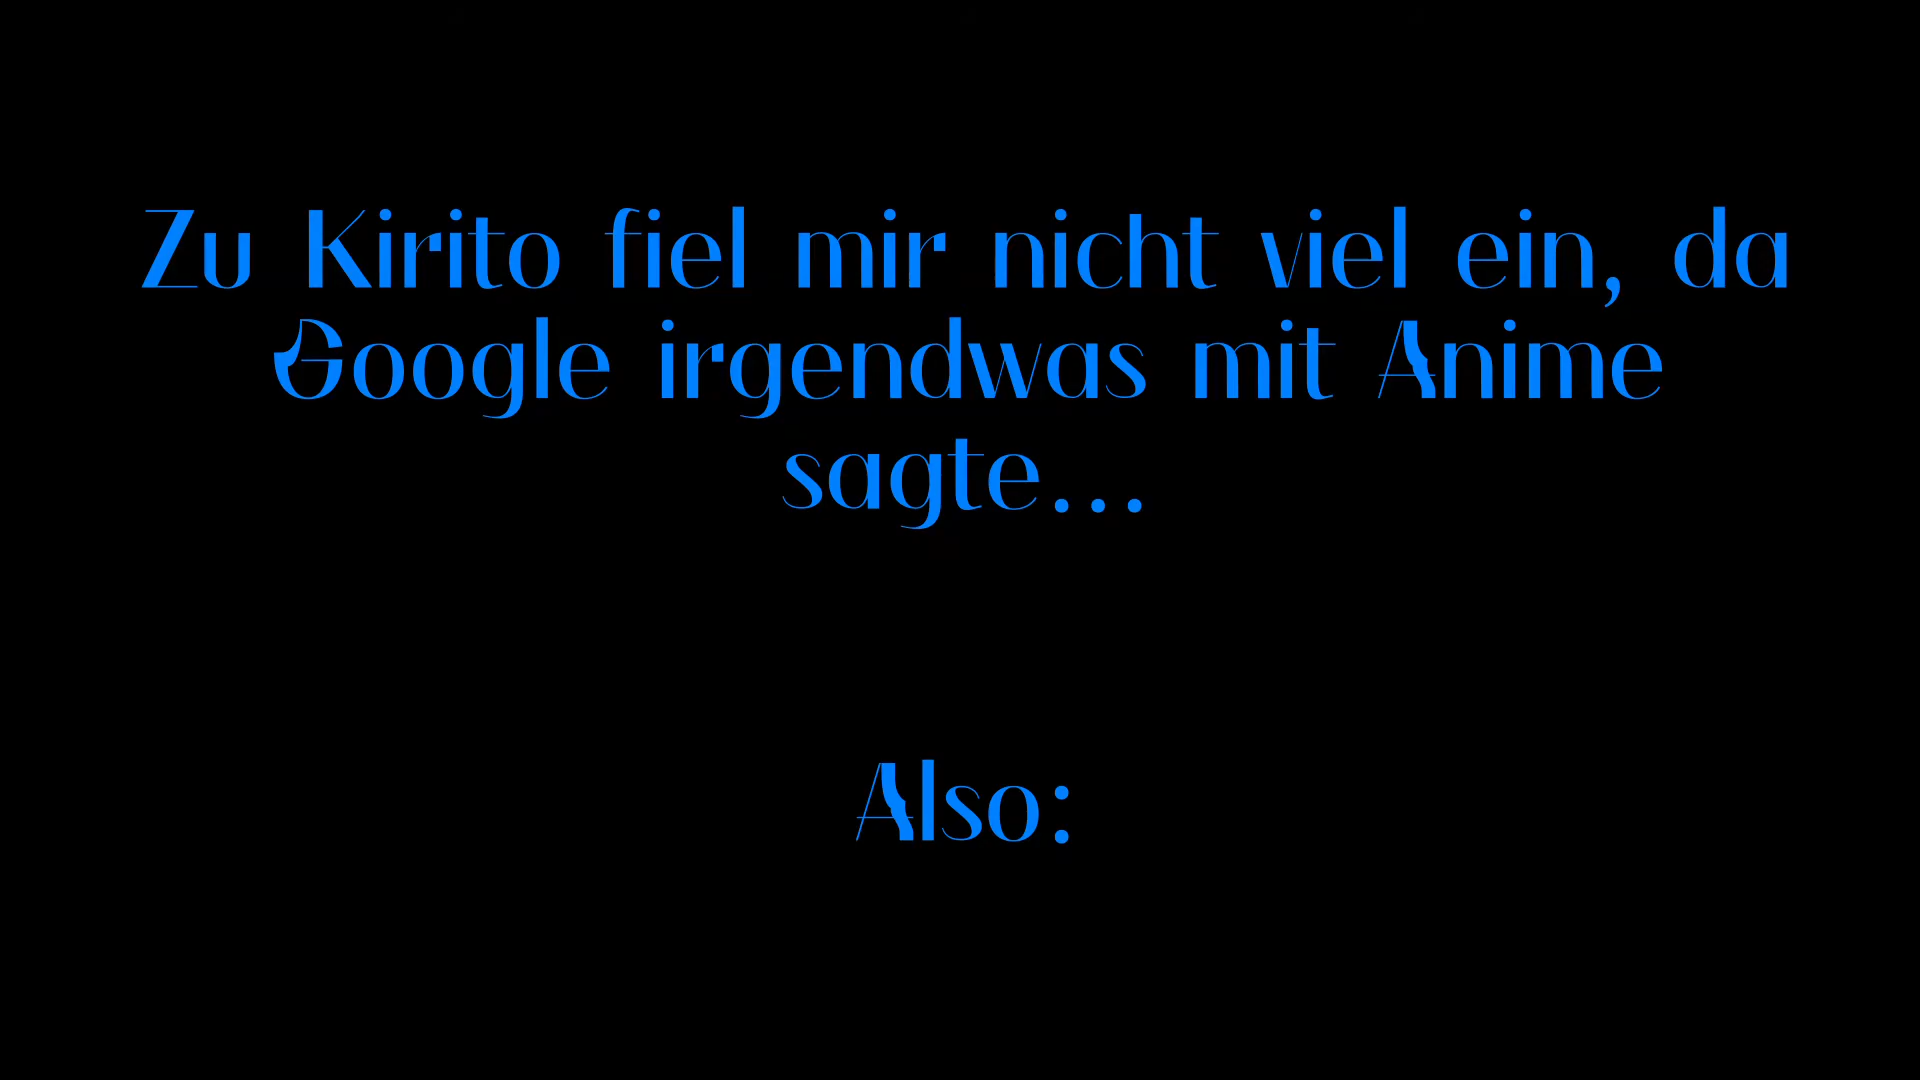 Zu Kirito fiel mir nicht viel ein, da
Google irgendwas mit Anime
sagte...
Also: